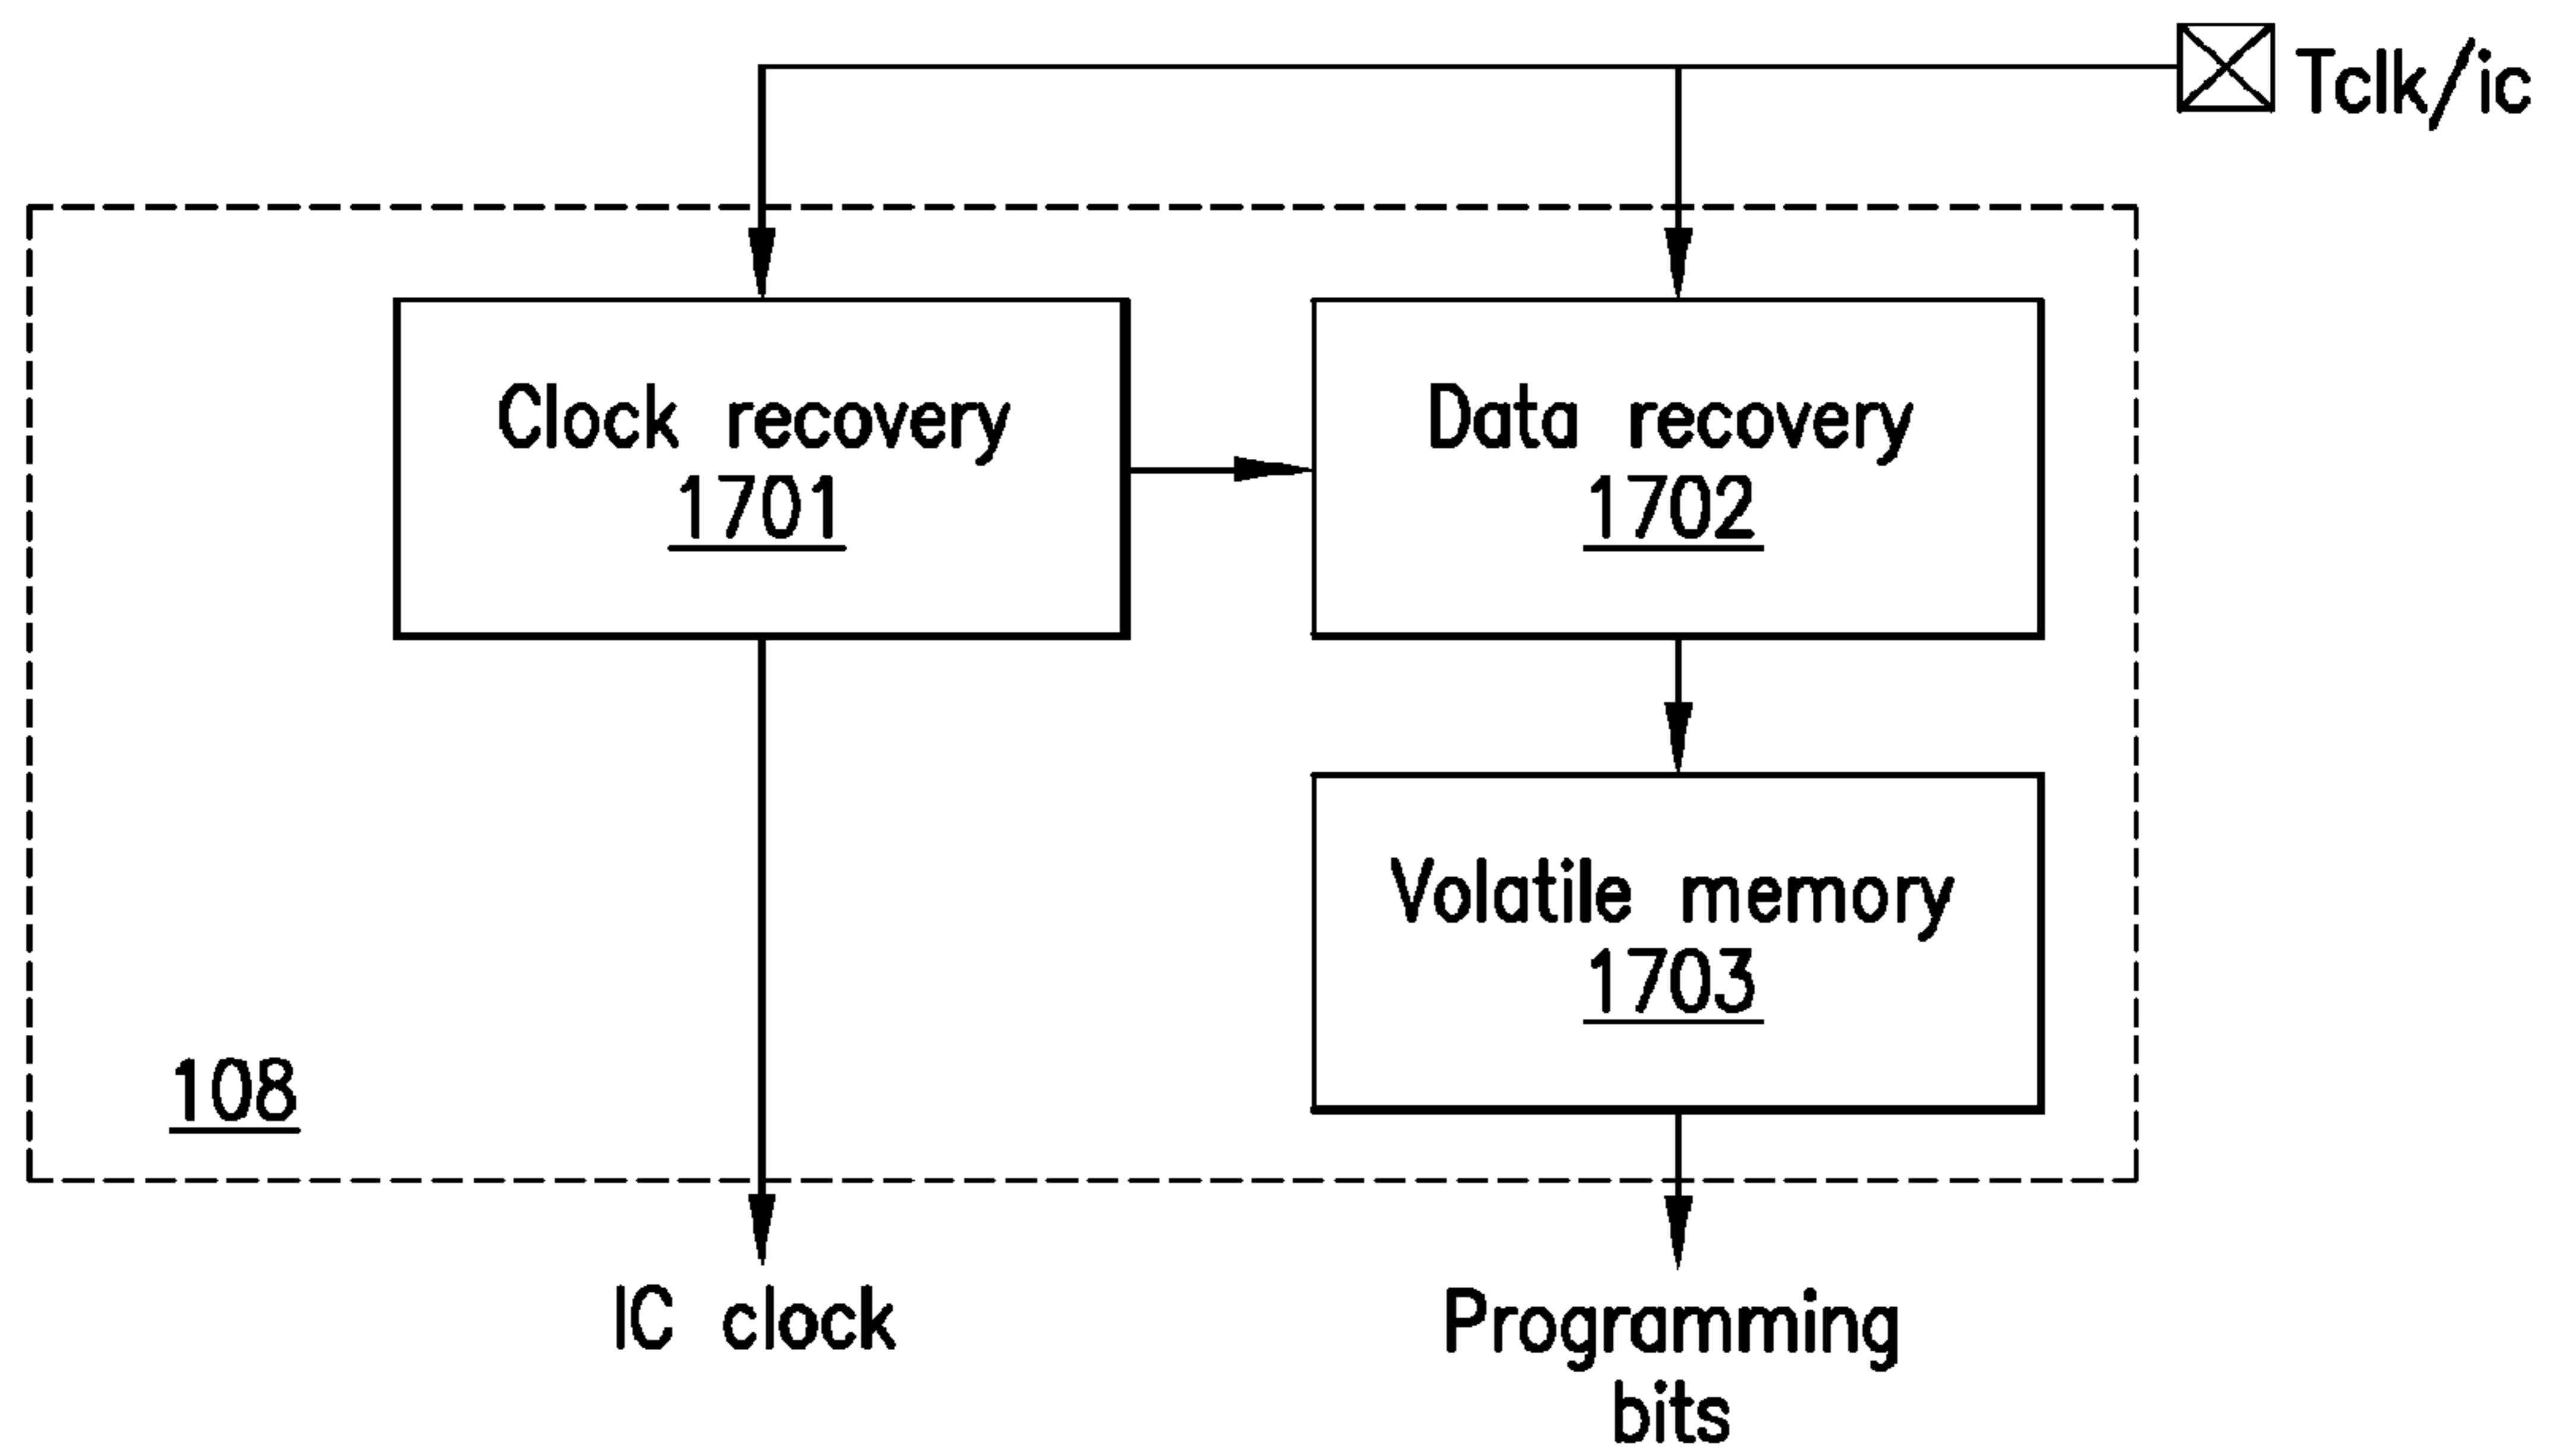 Tclk/ic
Clock recovery
1701
Data recovery
1702
Volatile memory
1703
108
IC clock
Programming
bits